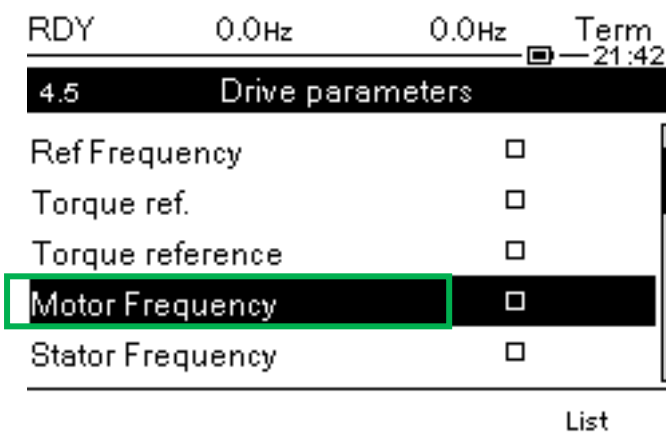 RDY 0.0Hz 0.0Hz Term
21:42
4.5 Drive parameters
Ref Frequency
Torque ref.
Torque reference
Motor Frequency
Stator Frequency
List